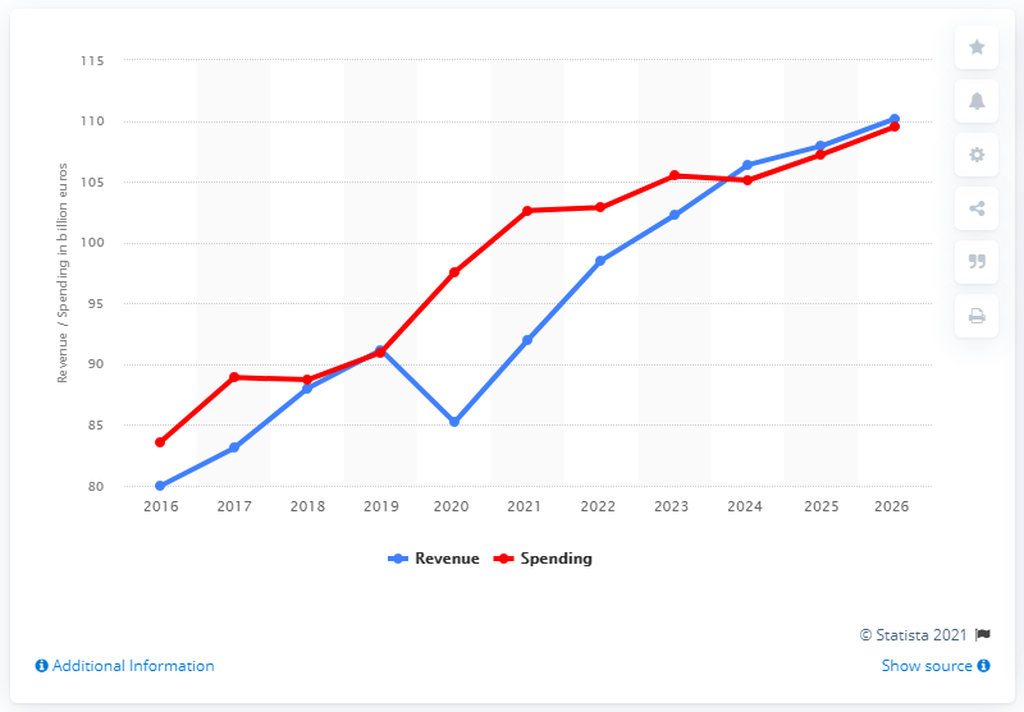 115
110
105
100
95
90
85
80
Revenue / Spending in billion euros
2016 2017 2018 2019 2020 2021 2022 2023 2024 2025 2026
Revenue Spending
© Statista 2021
Additional Information Show source